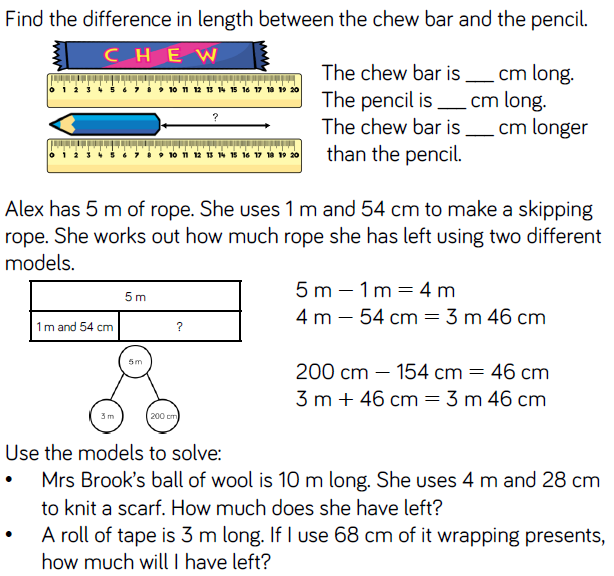 Find the difference in length between the chew bar and the pencil.
CHEW
0 1 2 3 4 5 6 7 8 9 10 11 12 13 14 15 16 17 18 19 20
The chew bar is ___ cm long.
The pencil is ___ cm long.
?
The chew bar is ___ cm longer
than the pencil.
0 1 2 3 4 5 6 7 8 9 10 11 12 13 14 15 16 17 18 19 20
Alex has 5 m of rope. She uses 1 m and 54 cm to make a skipping
rope. She works out how much rope she has left using two different
models.
5 m
1 m and 54 cm ?
5 m − 1 m = 4 m
4 m − 54 cm = 3 m 46 cm
5 m
3 m 200 cm
200 cm − 154 cm = 46 cm
3 m + 46 cm = 3 m 46 cm
Use the models to solve:
• Mrs Brook's ball of wool is 10 m long. She uses 4 m and 28 cm
to knit a scarf. How much does she have left?
• A roll of tape is 3 m long. If I use 68 cm of it wrapping presents,
how much will I have left?